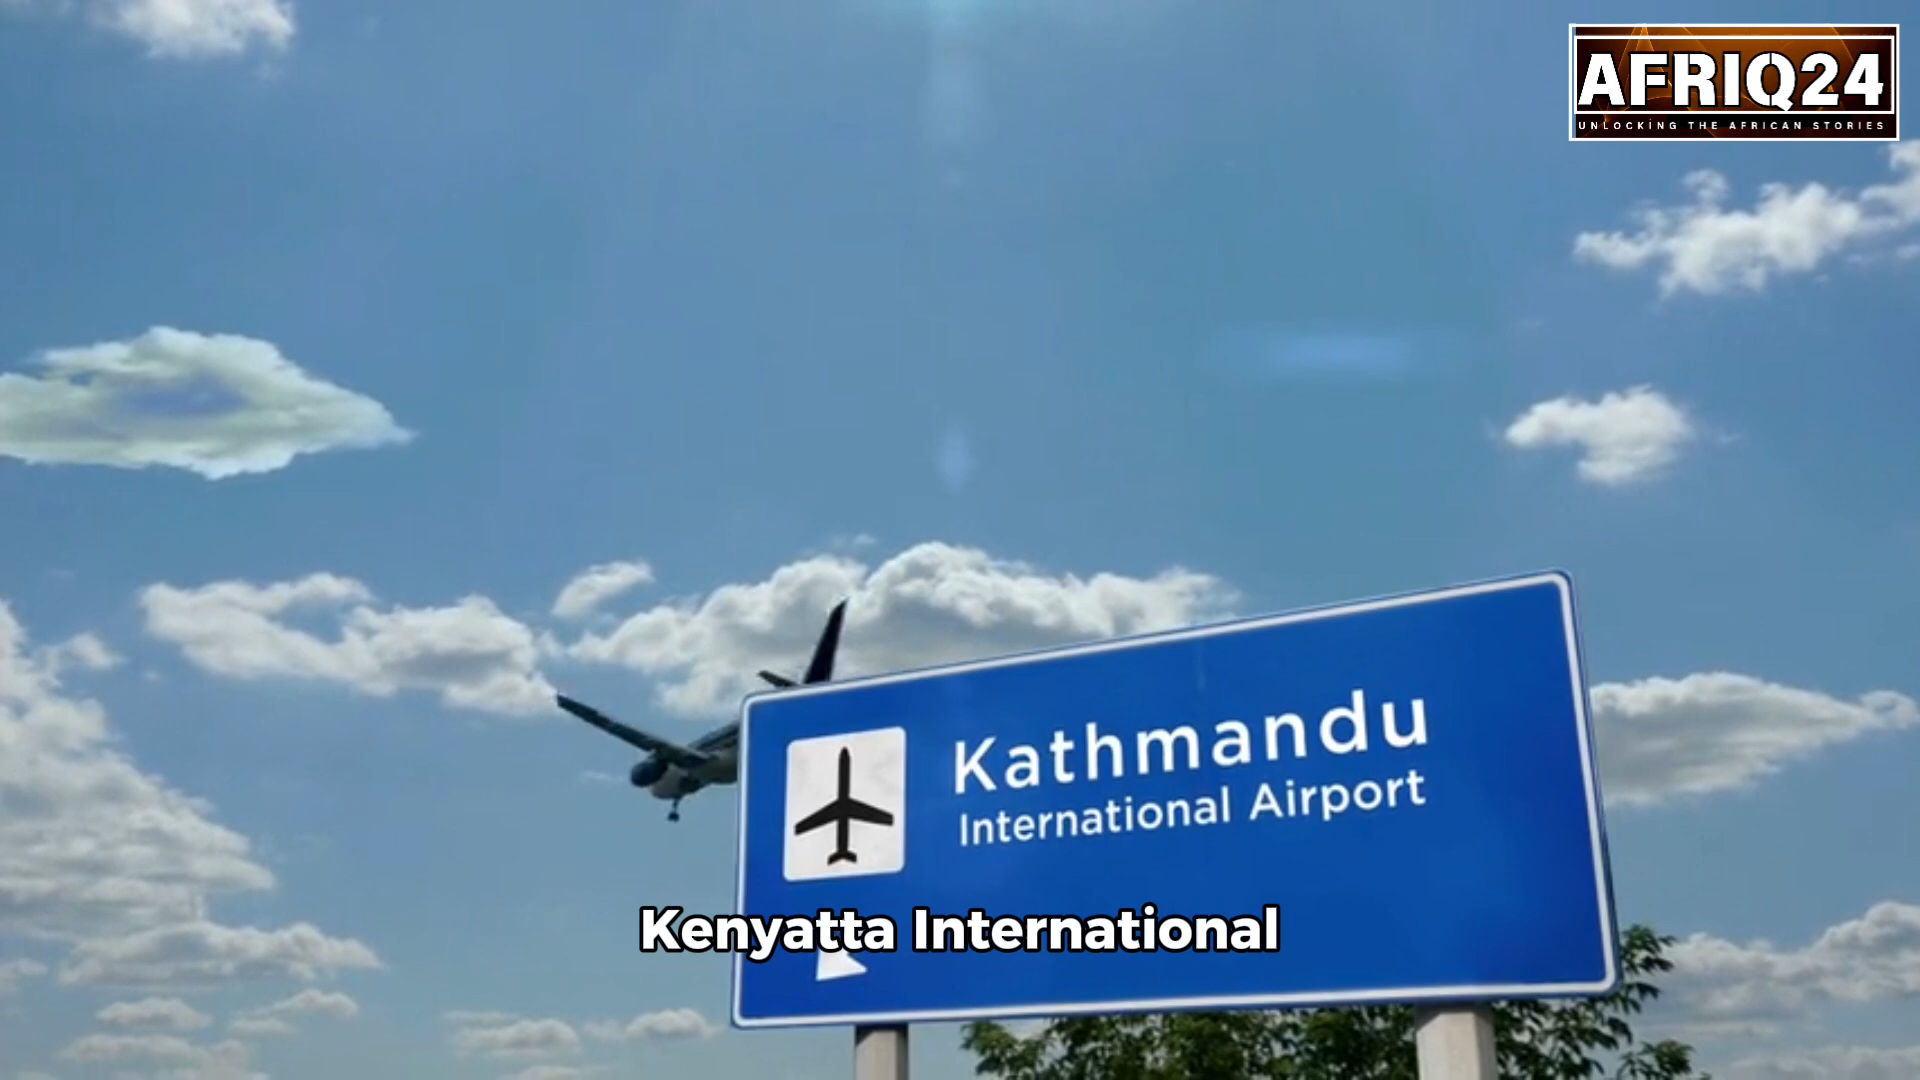 AFRIQ24
UNLOCKING THE AFRICAN STORIES
Kathmandu
International Airport
Kenyatta International